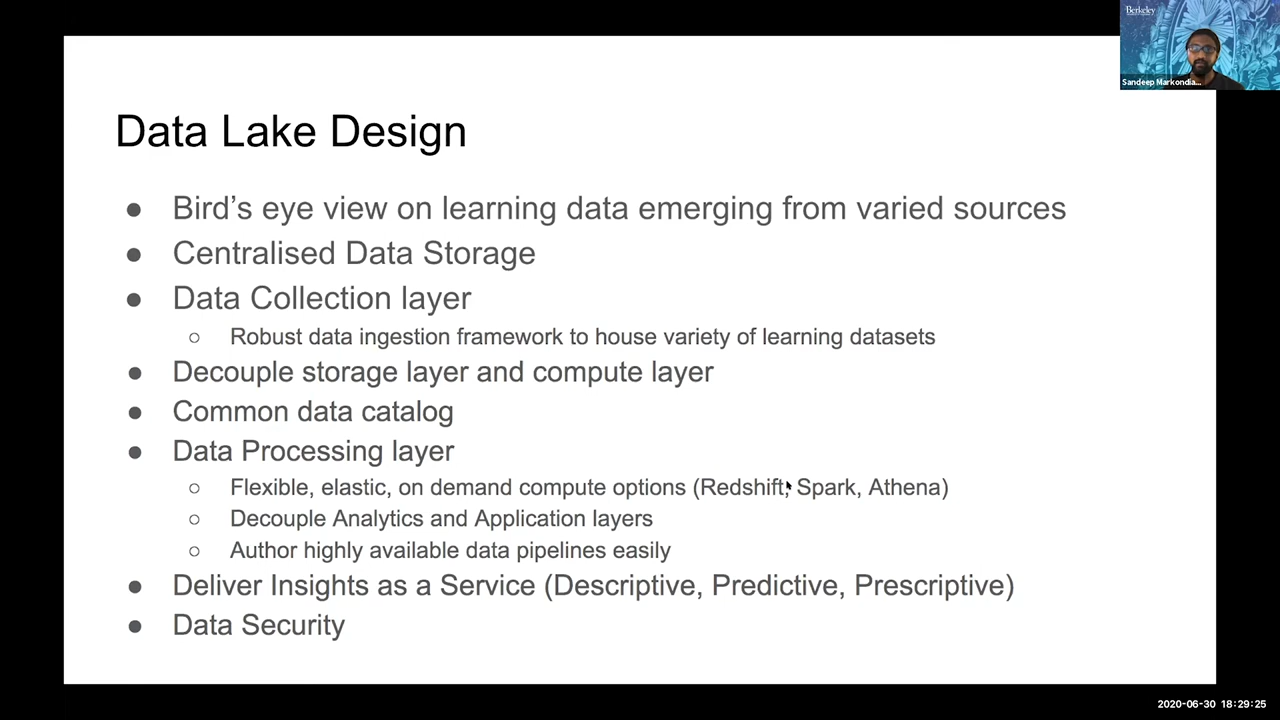 Berkeley
Sandeep Markondia...
Data Lake Design
● Bird's eye view on learning data emerging from varied sources
● Centralised Data Storage
● Data Collection layer
○ Robust data ingestion framework to house variety of learning datasets
● Decouple storage layer and compute layer
● Common data catalog
● Data Processing layer
○ Flexible, elastic, on demand compute options (Redshift, Spark, Athena)
○ Decouple Analytics and Application layers
○ Author highly available data pipelines easily
● Deliver Insights as a Service (Descriptive, Predictive, Prescriptive)
● Data Security
2020-06-30 18:29:25